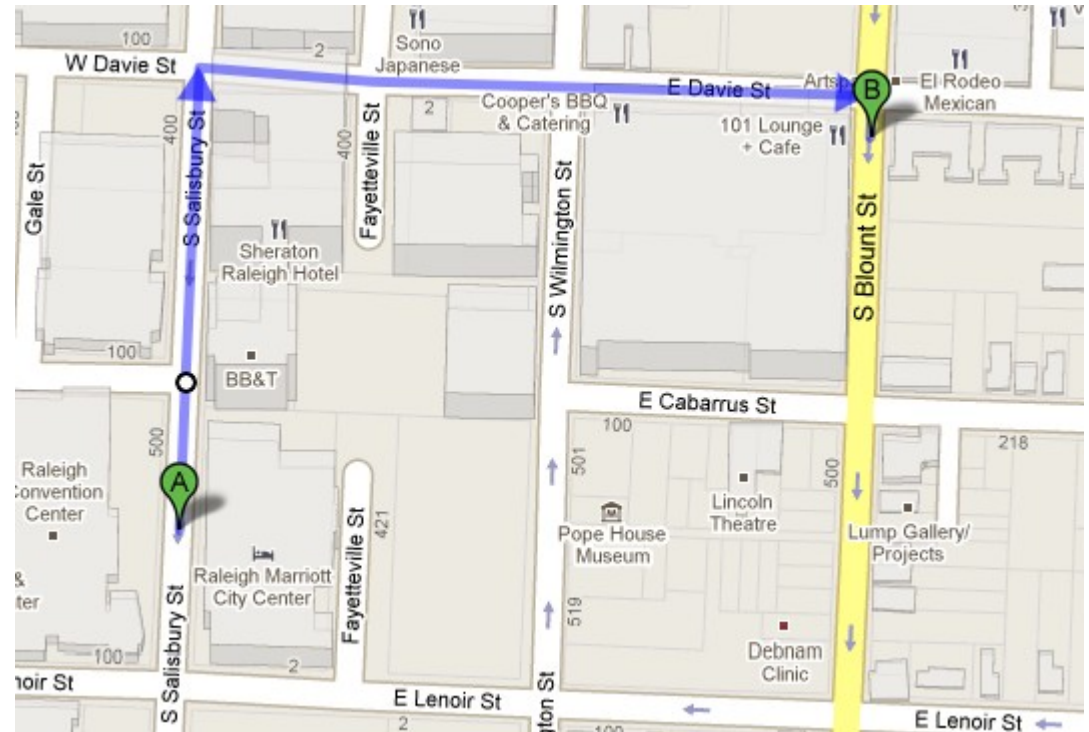 100
W Davie St
2
Sono
Japanese
E Davie St
B
El Rodeo
Mexican
Cooper's BBQ
& Catering
2
101 Lounge
+ Cafe
400
S Salisbury St
400
Fayetteville St
Gale St
Sheraton
Raleigh Hotel
S Wilmington St
S Blount St
100
BB&T
E Cabarrus St
100
218
500
501
500
A
Raleigh
Convention
Center
421
Fayetteville St
Pope House
Museum
Lincoln
Theatre
Lump Gallery/
Projects
Raleigh Marriott
City Center
519
S Salisbury St
100
2
Debnam
Clinic
E Lenoir St
2
100
E Lenoir St